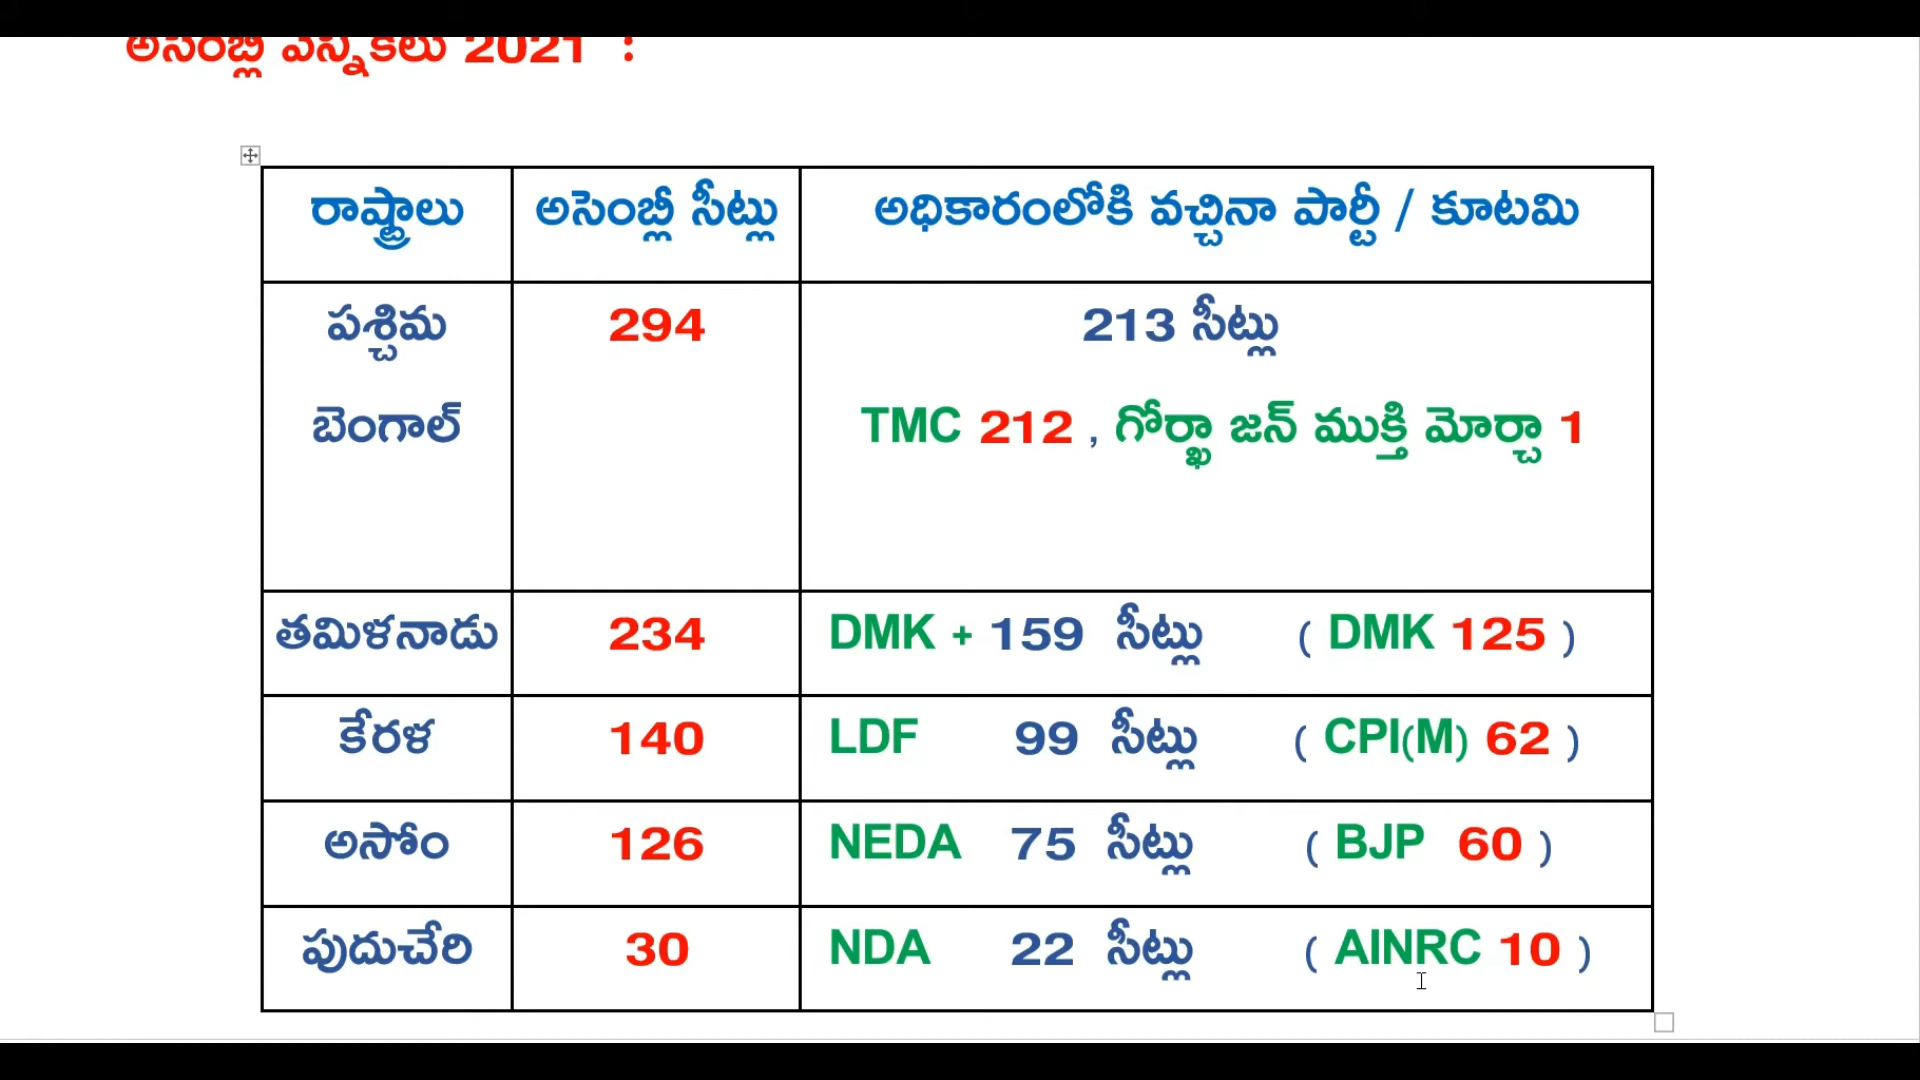 అసెంబ్లీ ఎన్నికలు 2021 :
రాష్ట్రాలు అసెంబ్లీ సీట్లు అధికారంలోకి వచ్చినా పార్టీ / కూటమి
పశ్చిమ 294 213 సీట్లు
బెంగాల్ TMC 212 , గోర్ఖా జన్ ముక్తి మోర్చా 1
తమిళనాడు 234 DMK + 159 సీట్లు ( DMK 125 )
కేరళ 140 LDF 99 సీట్లు ( CPI(M) 62 )
అసోం 126 NEDA 75 సీట్లు ( BJP 60 )
పుదుచేరి 30 NDA 22 సీట్లు ( AINRC 10 )